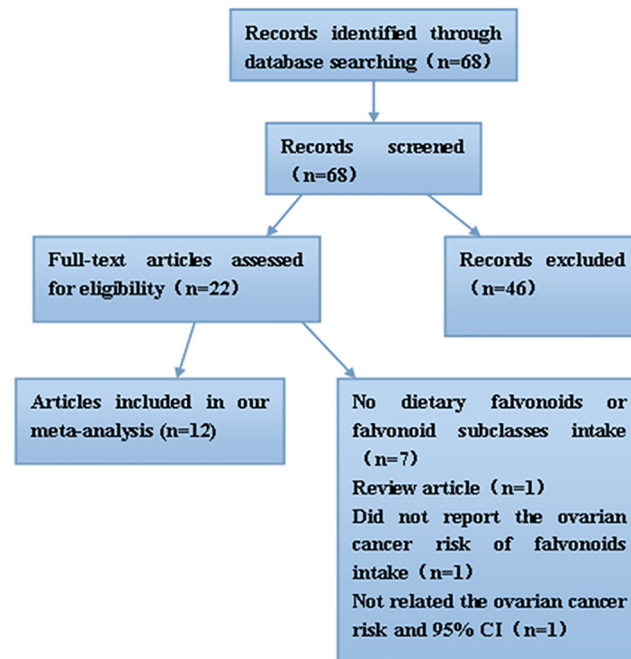 Records identified through
database searching (n=68)
Records screened
(n=68)
Full-text articles assessed
for eligibility (n=22)
Records excluded
(n=46)
Articles included in our
meta-analysis (n=12)
No dietary falvonoids or
falvonoid subclasses intake
(n=7)
Review article (n=1)
Did not report the ovarian
cancer risk of falvonoids
intake (n=1)
Not related the ovarian cancer
risk and 95% CI (n=1)